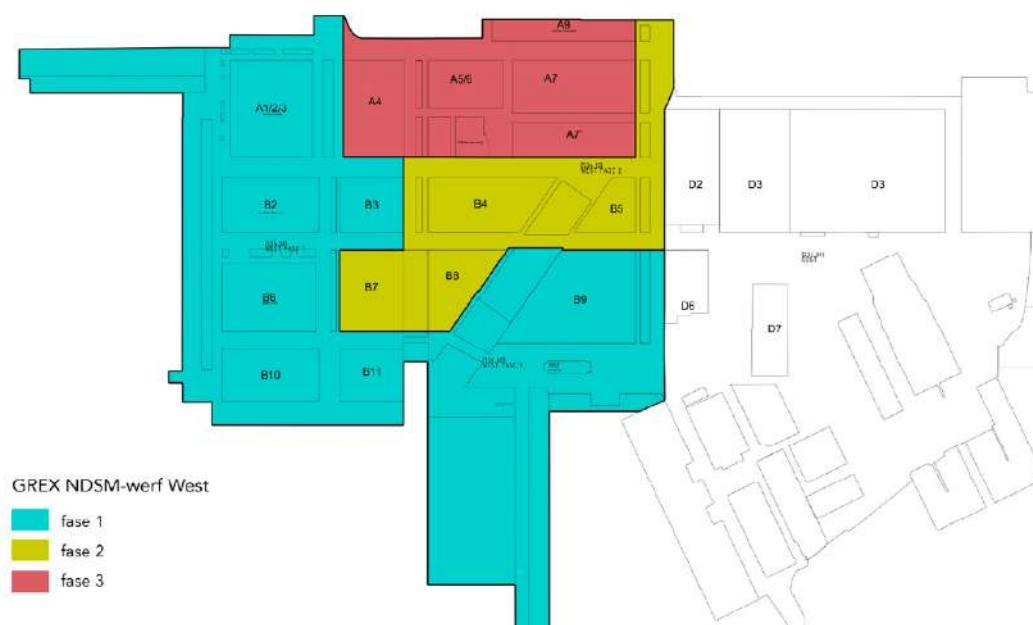 A9
A5/6
A7
A4
A1/2/3
A7
D2
D3
D3
B2
B3
B4
B5
B7
B8
B6
B9
D6
D7
B10
B11
GREX NDSM-werf West
fase 1
fase 2
fase 3